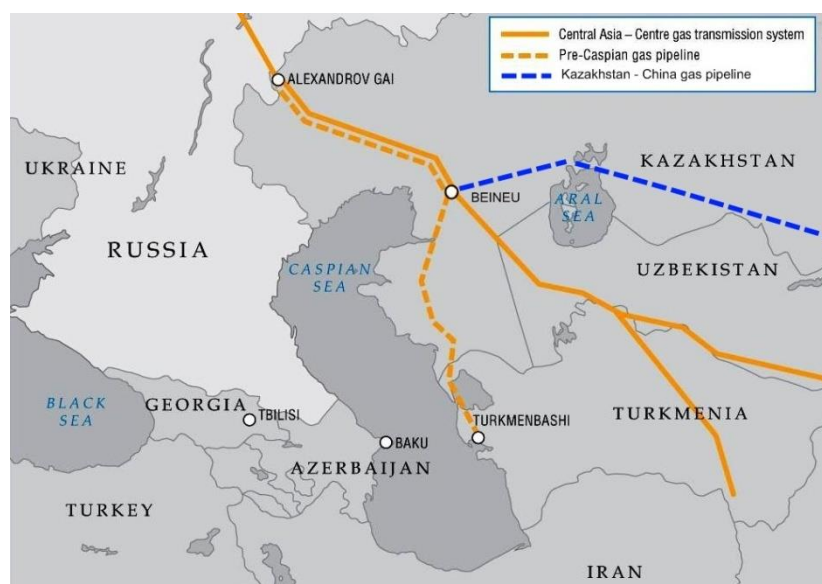 Central Asia – Centre gas transmission system
Pre-Caspian gas pipeline
Kazakhstan - China gas pipeline
ALEXANDROV GAI
UKRAINE
KAZAKHSTAN
BEINEU
ARAL
SEA
RUSSIA
CASPIAN
SEA
UZBEKISTAN
BLACK
SEA
GEORGIA
TBILISI
TURKMENBASHI
TURKMENIA
BAKU
AZERBAIJAN
TURKEY
IRAN